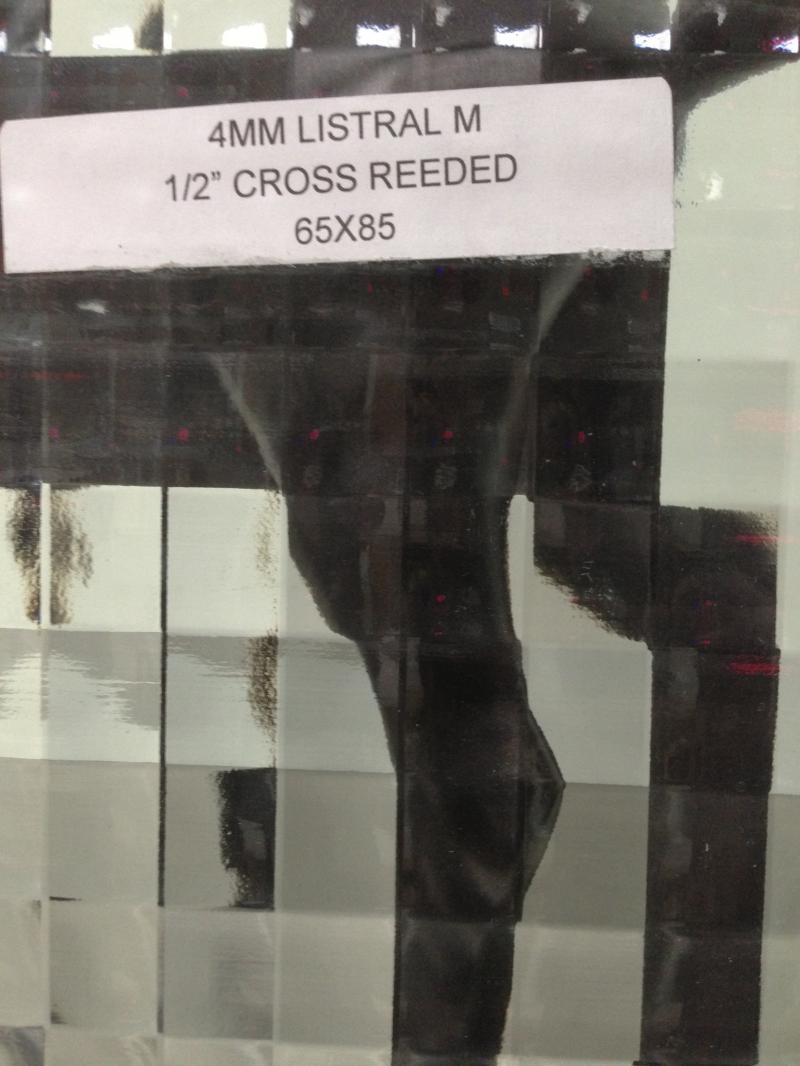 4MM LISTRAL M
1/2” CROSS REEDED
65X85